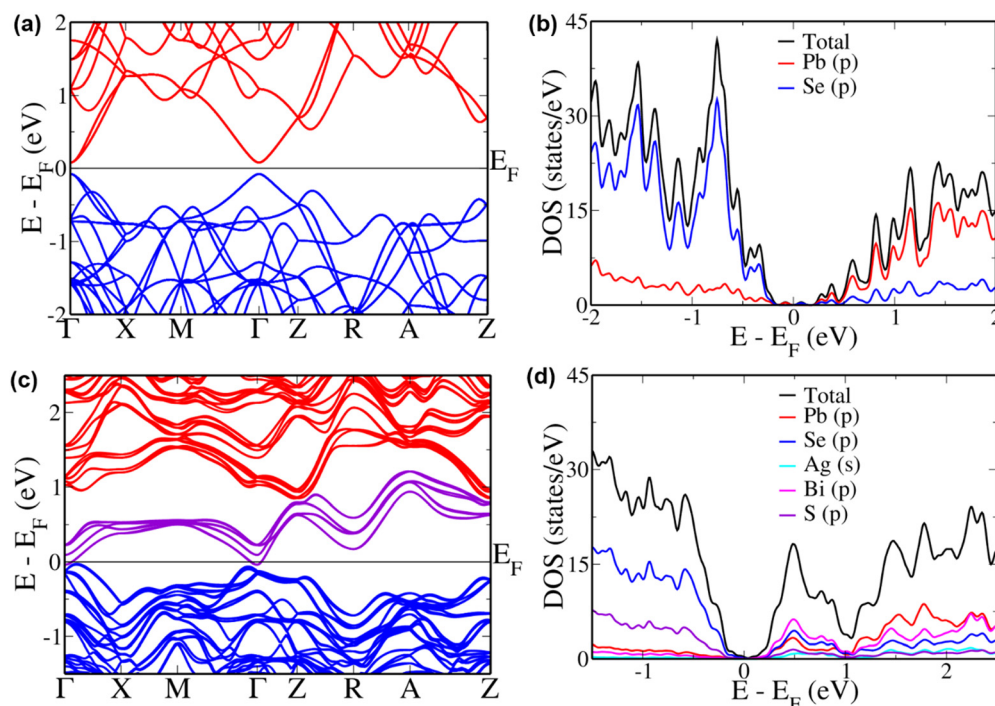 (a)
2
1
0
-1
-2
E - E_F (eV)
E_F
Γ X M Γ Z R A Z
(b)
45
30
15
0
DOS (states/eV)
Total
Pb (p)
Se (p)
-2 -1 0 1 2
E - E_F (eV)
(c)
2
1
0
-1
E - E_F (eV)
E_F
Γ X M Γ Z R A Z
(d)
45
30
15
0
DOS (states/eV)
Total
Pb (p)
Se (p)
Ag (s)
Bi (p)
S (p)
-1 0 1 2
E - E_F (eV)